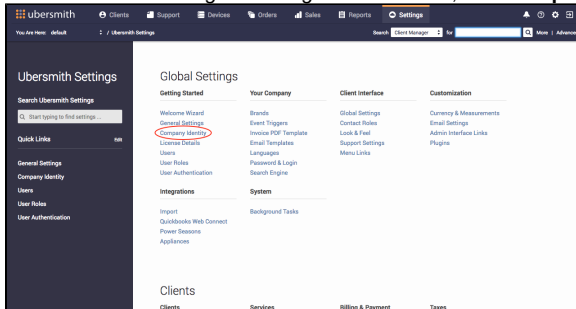 ubersmith Clients Support Devices Orders Sales Reports Settings
You Are Here: default / Ubersmith Settings Search Client Manager for More | Advance
Ubersmith Settings
Search Ubersmith Settings
Start typing to find settings ...
Quick Links edit
General Settings
Company Identity
Users
User Roles
User Authentication
Global Settings
Getting Started Your Company Client Interface Customization
Welcome Wizard Brands Global Settings Currency & Measurements
General Settings Event Triggers Contact Roles Email Settings
Company Identity Invoice PDF Template Look & Feel Admin Interface Links
License Details Email Templates Support Settings Plugins
Users Languages Menu Links
User Roles Password & Login
User Authentication Search Engine
Integrations System
Import Background Tasks
Quickbooks Web Connect
Power Seasons
Appliances
Clients
Clients Services Billing & Payment Taxes